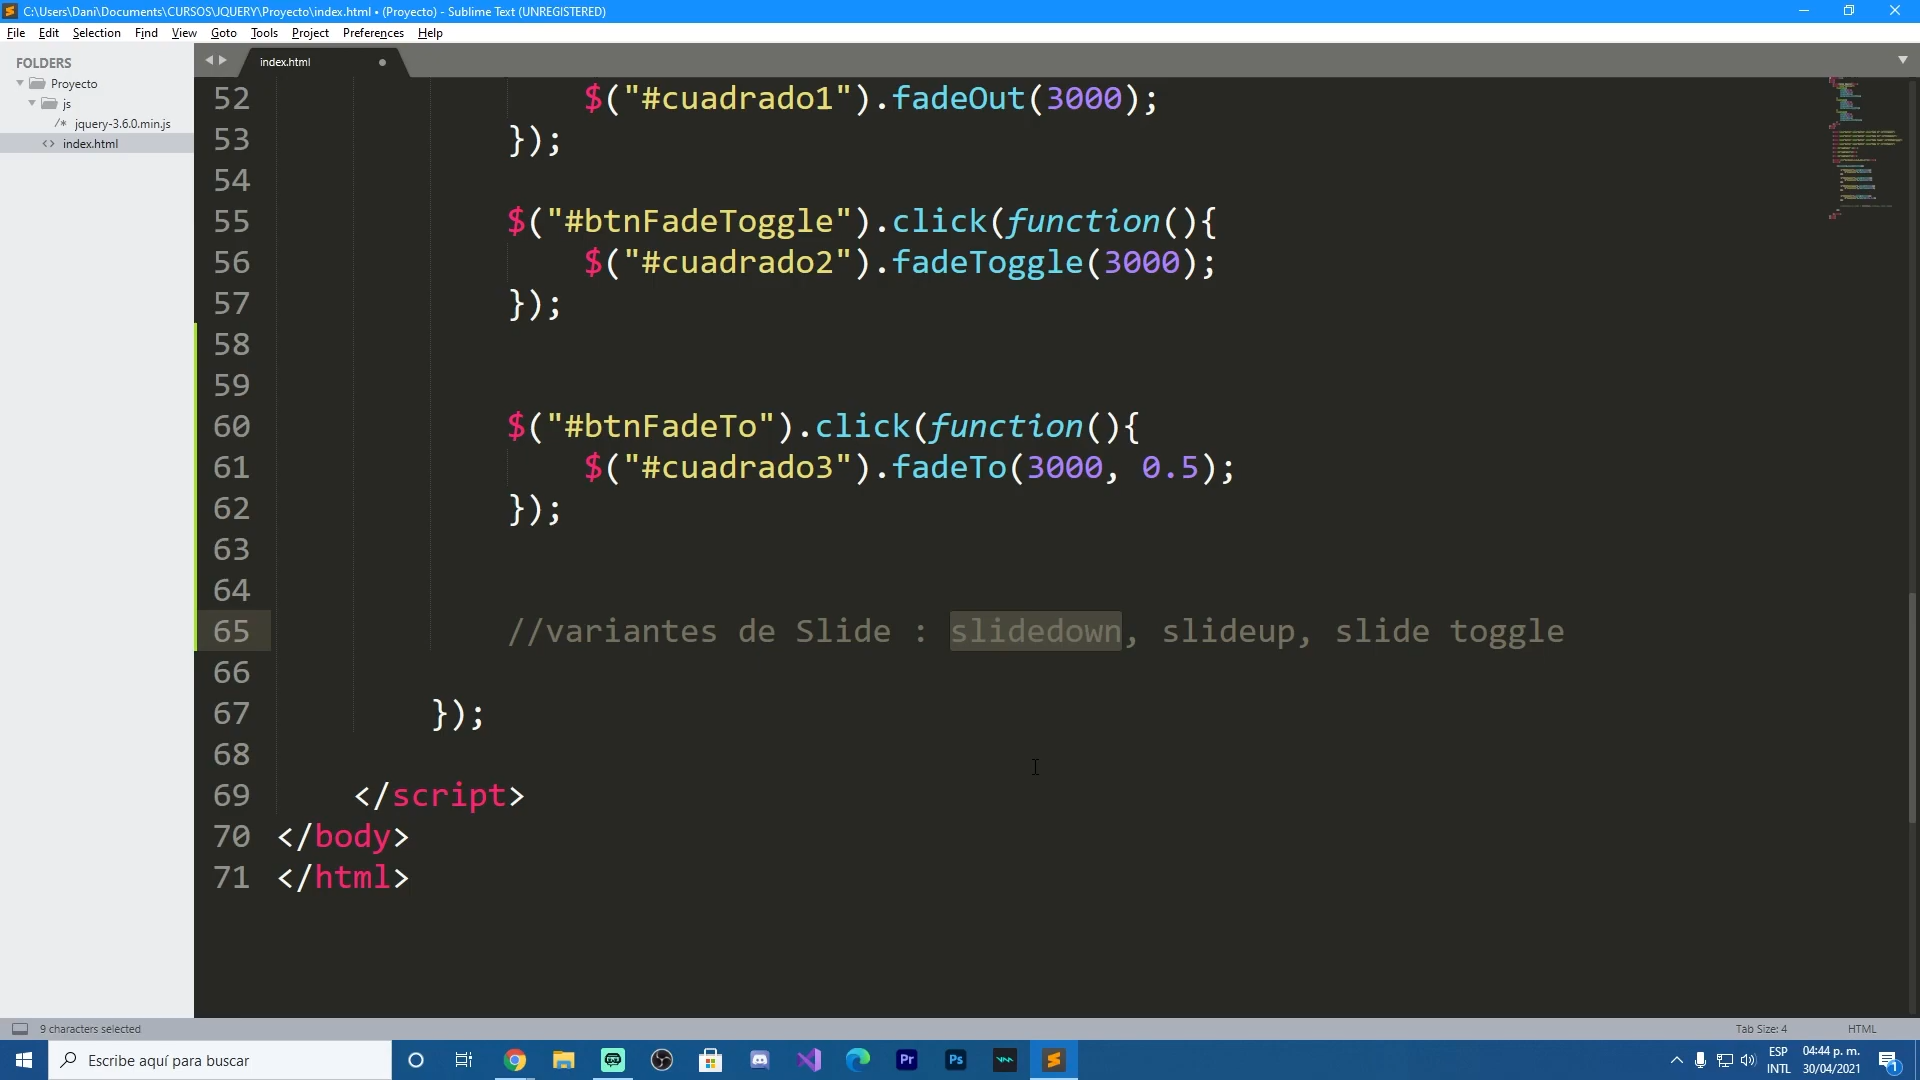 C:\Users\Dani\Documents\CURSOS\JQUERY\Proyecto\index.html • (Proyecto) - Sublime Text (UNREGISTERED)
File Edit Selection Find View Goto Tools Project Preferences Help
FOLDERS
Proyecto
js
/* jquery-3.6.0.min.js
<> index.html
index.html
52 $("#cuadrado1").fadeOut(3000);
53 });
54
55 $("#btnFadeToggle").click(function(){
56 $("#cuadrado2").fadeToggle(3000);
57 });
58
59
60 $("#btnFadeTo").click(function(){
61 $("#cuadrado3").fadeTo(3000, 0.5);
62 });
63
64
65 //variantes de Slide : slidedown, slideup, slide toggle
66
67 });
68
69 </script>
70 </body>
71 </html>
9 characters selected
Tab Size: 4 HTML
Escribe aquí para buscar
Pr
Ps
ESP
INTL
04:44 p. m.
30/04/2021
1